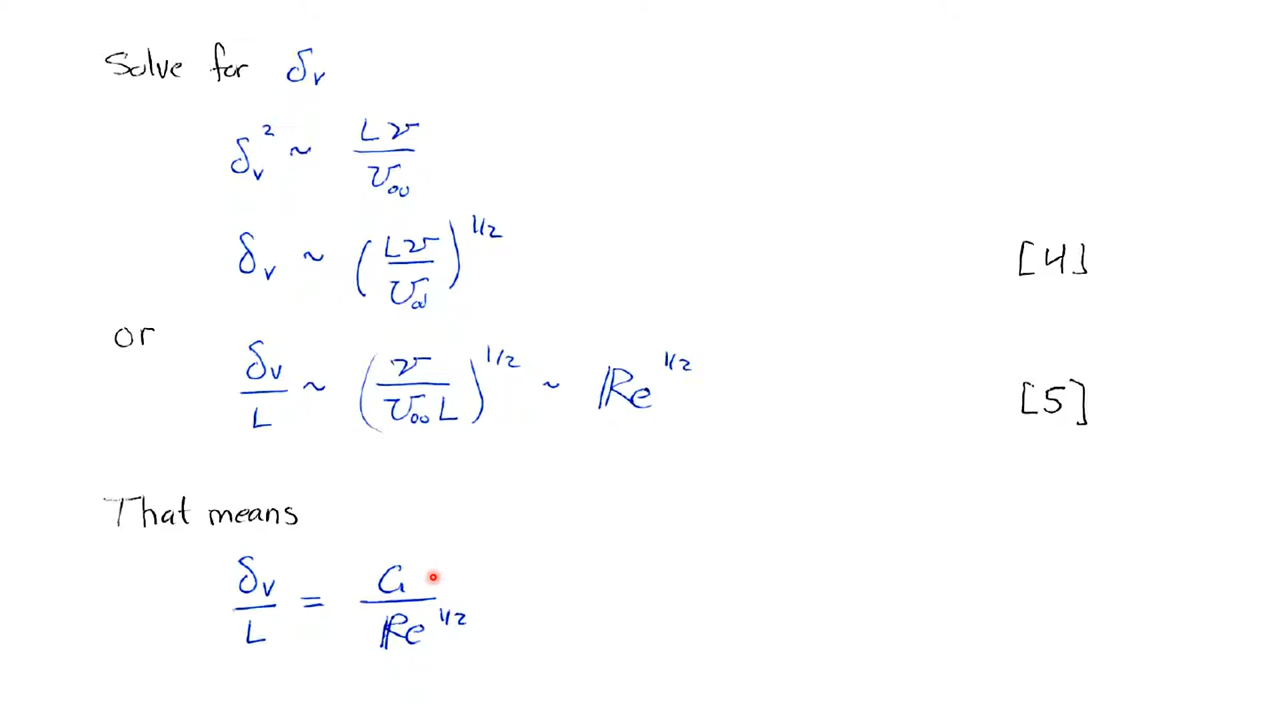 Solve for δᵥ
δᵥ² ~ Lν / υ∞
δᵥ ~ (Lν / υ∞)^1/2 [4]
or
δᵥ / L ~ (ν / υ∞ L)^1/2 ~ Re^1/2 [5]
That means
δᵥ / L = C₁ / Re^1/2